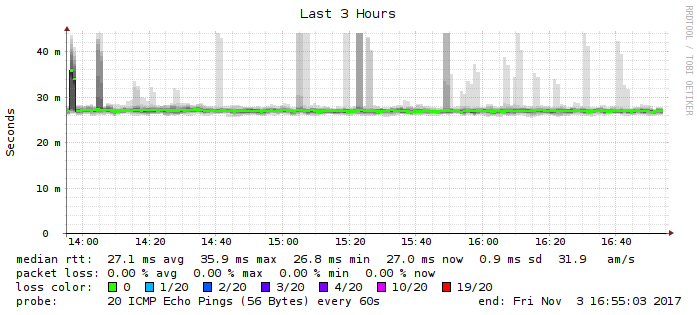 Last 3 Hours
RRDTOOL / TOBI OETIKER
Seconds
40 m
30 m
20 m
10 m
0
14:00 14:20 14:40 15:00 15:20 15:40 16:00 16:20 16:40
median rtt: 27.1 ms avg 35.9 ms max 26.8 ms min 27.0 ms now 0.9 ms sd 31.9 am/s
packet loss: 0.00 % avg 0.00 % max 0.00 % min 0.00 % now
loss color: 0 1/20 2/20 3/20 4/20 10/20 19/20
probe: 20 ICMP Echo Pings (56 Bytes) every 60s end: Fri Nov 3 16:55:03 2017